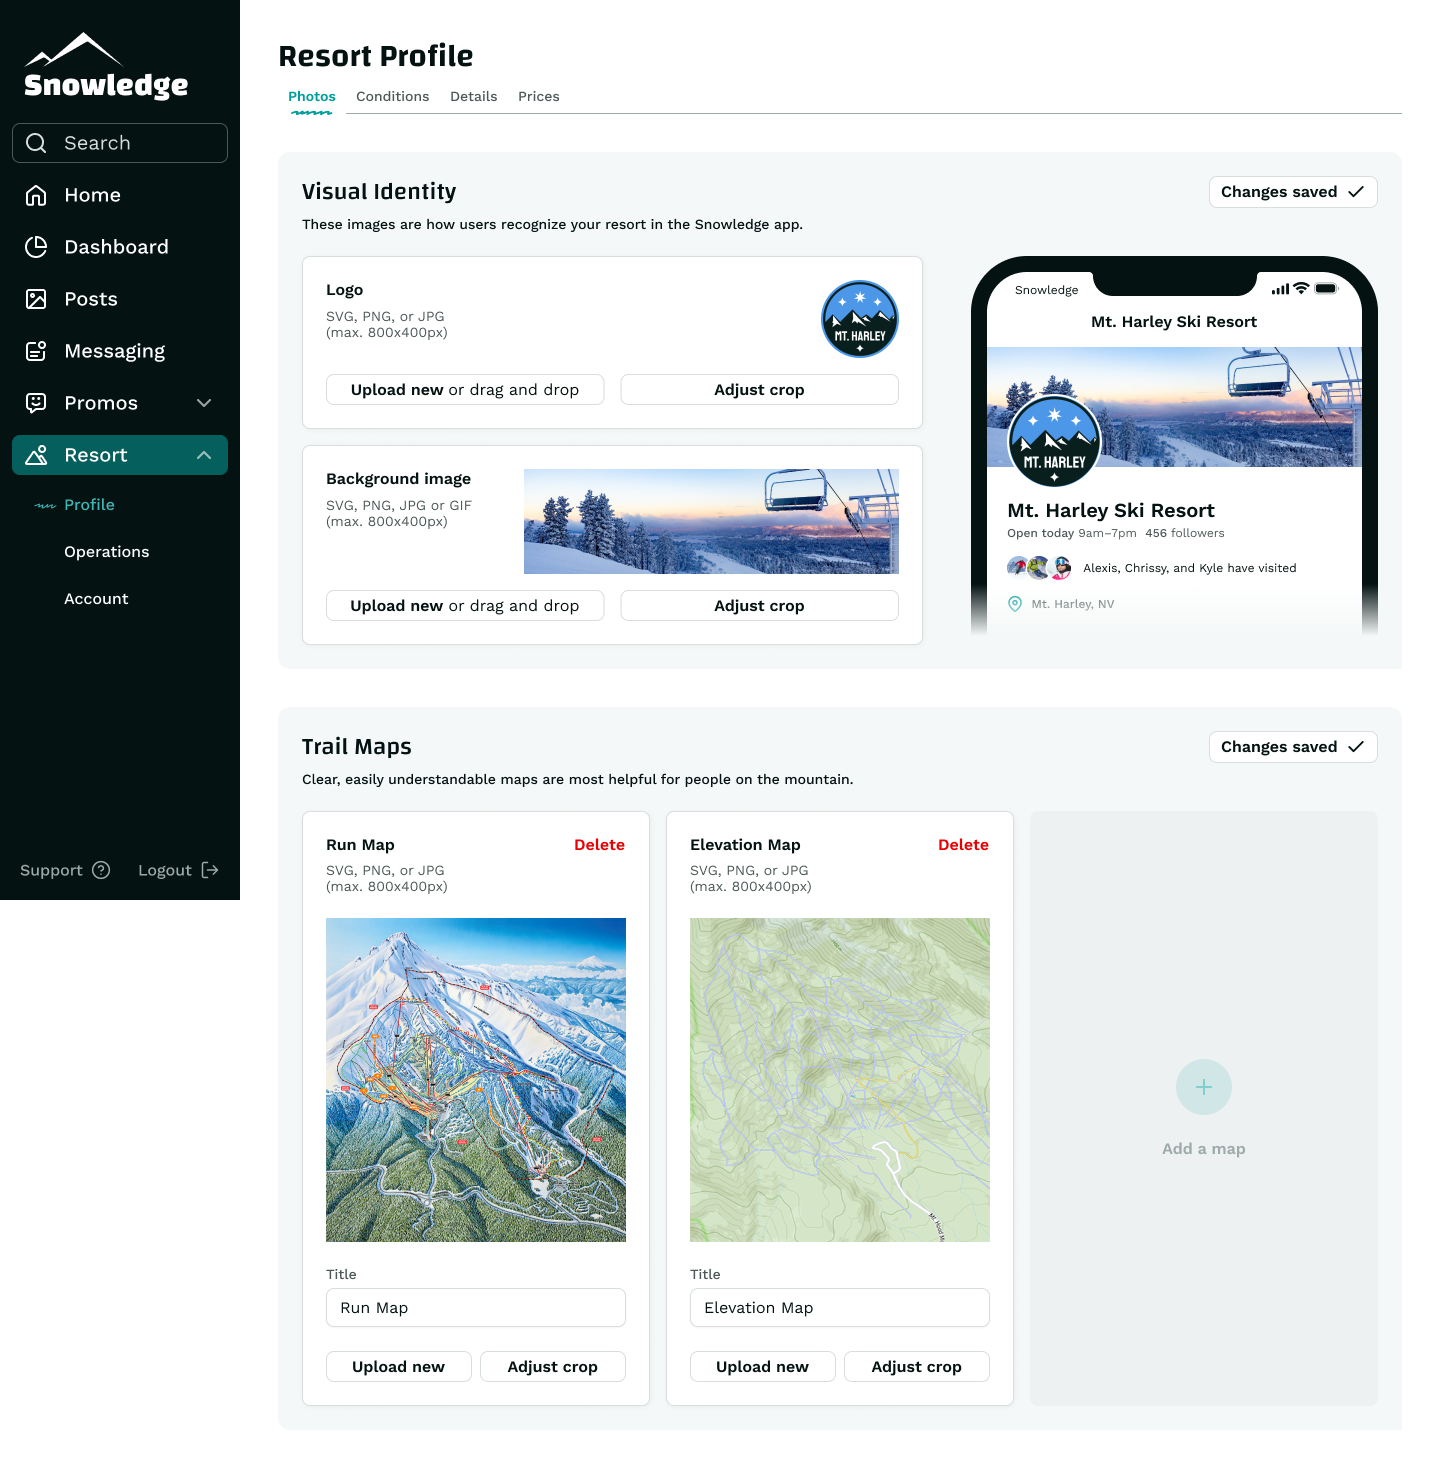 Snowledge
Search
Home
Dashboard
Posts
Messaging
Promos
Resort
Profile
Operations
Account
Support
Logout
Resort Profile
Photos
Conditions
Details
Prices
Visual Identity
Changes saved
These images are how users recognize your resort in the Snowledge app.
Logo
SVG, PNG, or JPG
(max. 800x400px)
MT. HARLEY
Upload new or drag and drop
Adjust crop
Background image
SVG, PNG, JPG or GIF
(max. 800x400px)
Upload new or drag and drop
Adjust crop
Snowledge
Mt. Harley Ski Resort
MT. HARLEY
Mt. Harley Ski Resort
Open today 9am–7pm 456 followers
Alexis, Chrissy, and Kyle have visited
Mt. Harley, NV
Trail Maps
Changes saved
Clear, easily understandable maps are most helpful for people on the mountain.
Run Map
Delete
SVG, PNG, or JPG
(max. 800x400px)
Title
Run Map
Upload new
Adjust crop
Elevation Map
Delete
SVG, PNG, or JPG
(max. 800x400px)
Mt. Hood
Title
Elevation Map
Upload new
Adjust crop
Add a map